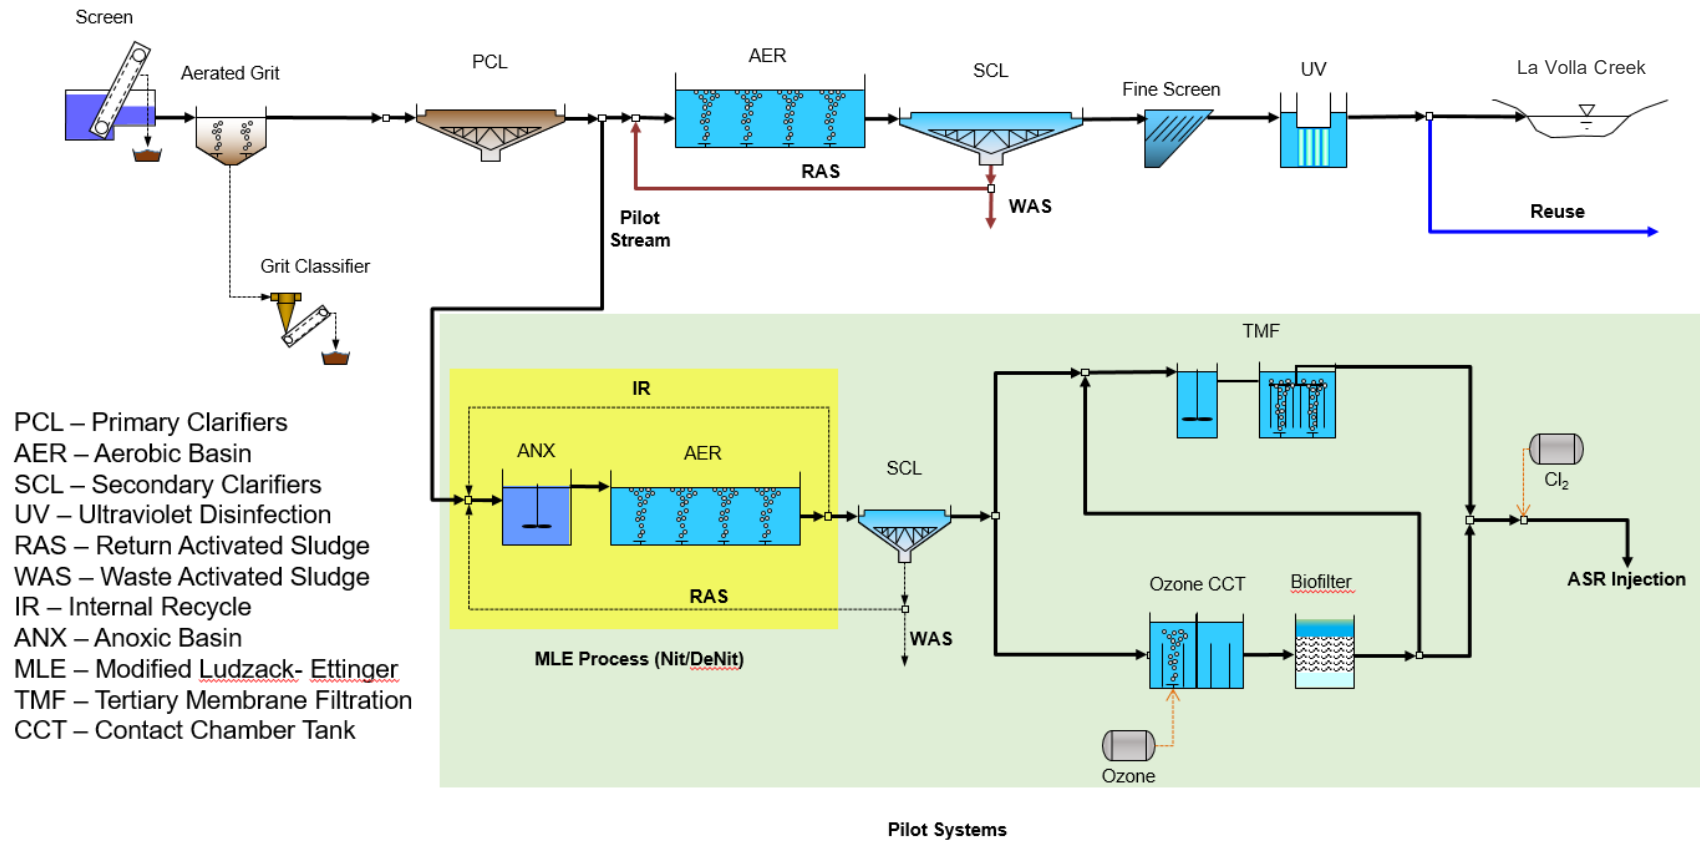 Screen
Aerated Grit
PCL
AER
SCL
Fine Screen
UV
La Volla Creek
RAS
WAS
Pilot
Stream
Reuse
Grit Classifier
TMF
IR
ANX
AER
SCL
Cl2
PCL – Primary Clarifiers
AER – Aerobic Basin
SCL – Secondary Clarifiers
UV – Ultraviolet Disinfection
RAS – Return Activated Sludge
WAS – Waste Activated Sludge
IR – Internal Recycle
ANX – Anoxic Basin
MLE – Modified Ludzack- Ettinger
TMF – Tertiary Membrane Filtration
CCT – Contact Chamber Tank
RAS
WAS
MLE Process (Nit/DeNit)
Ozone CCT
Biofilter
ASR Injection
Ozone
Pilot Systems